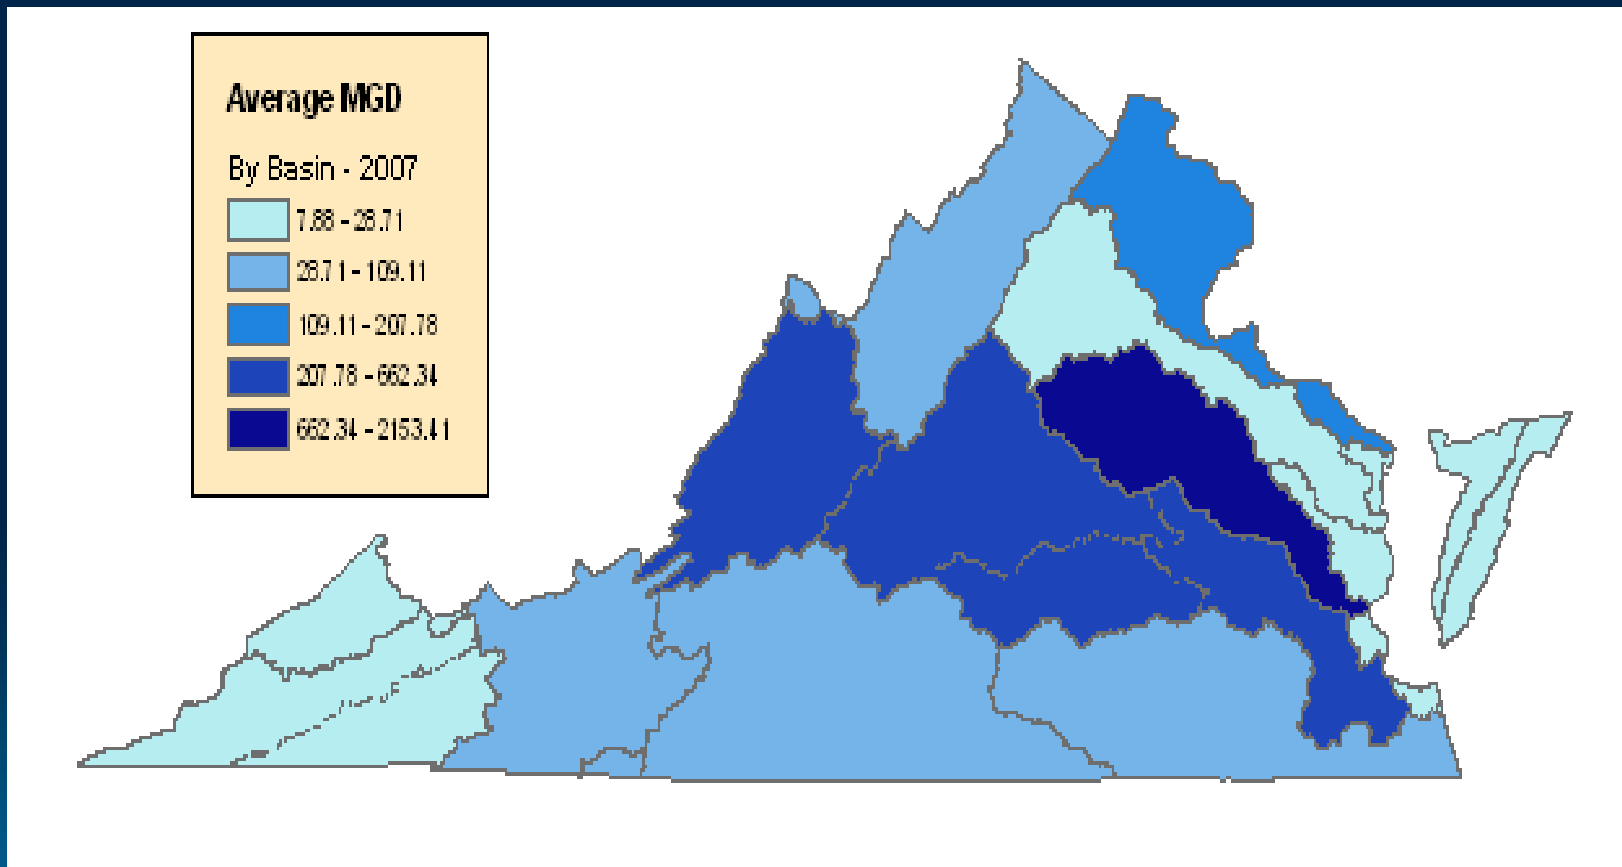 Average MGD
By Basin - 2007
7.88 - 28.71
28.71 - 109.11
109.11 - 207.78
207.78 - 662.34
662.34 - 2153.41